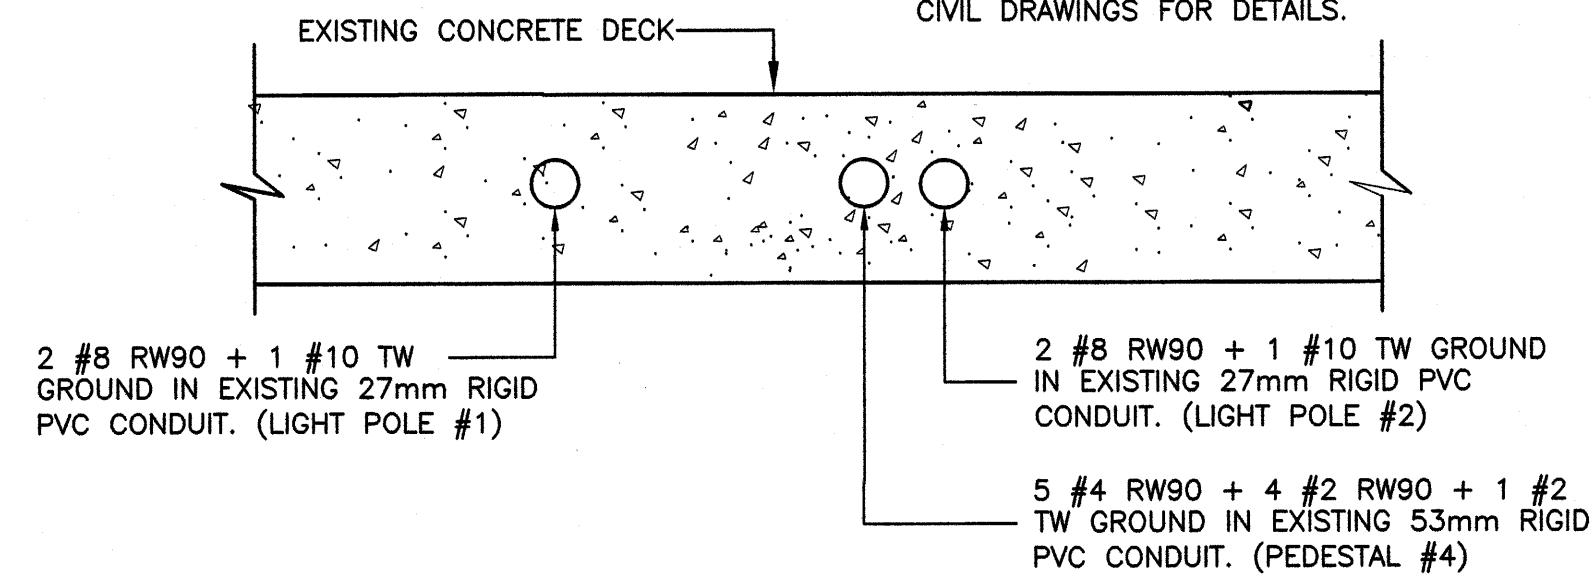 CIVIL DRAWINGS FOR DETAILS.
EXISTING CONCRETE DECK
2 #8 RW90 + 1 #10 TW
GROUND IN EXISTING 27mm RIGID
PVC CONDUIT. (LIGHT POLE #1)
2 #8 RW90 + 1 #10 TW GROUND
IN EXISTING 27mm RIGID PVC
CONDUIT. (LIGHT POLE #2)
5 #4 RW90 + 4 #2 RW90 + 1 #2
TW GROUND IN EXISTING 53mm RIGID
PVC CONDUIT. (PEDESTAL #4)